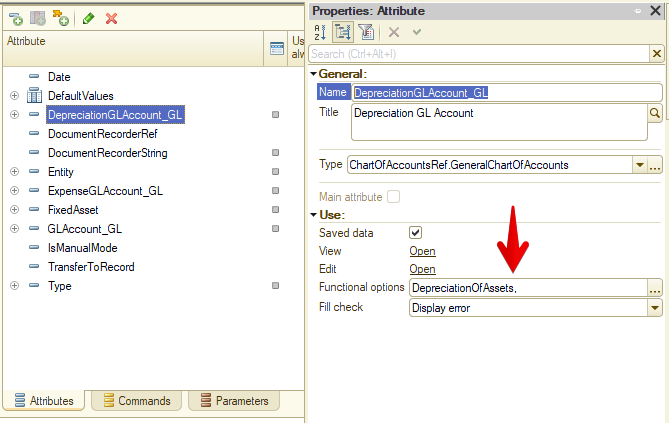 Attribute
Us
alw
Date
DefaultValues
DepreciationGLAccount_GL
DocumentRecorderRef
DocumentRecorderString
Entity
ExpenseGLAccount_GL
FixedAsset
GLAccount_GL
IsManualMode
TransferToRecord
Type
Attributes
Commands
Parameters
Properties: Attribute
Search (Ctrl+Alt+I)
General:
Name DepreciationGLAccount_GL
Title Depreciation GL Account
Type ChartOfAccountsRef.GeneralChartOfAccounts
Main attribute
Use:
Saved data
View Open
Edit Open
Functional options DepreciationOfAssets,
Fill check Display error